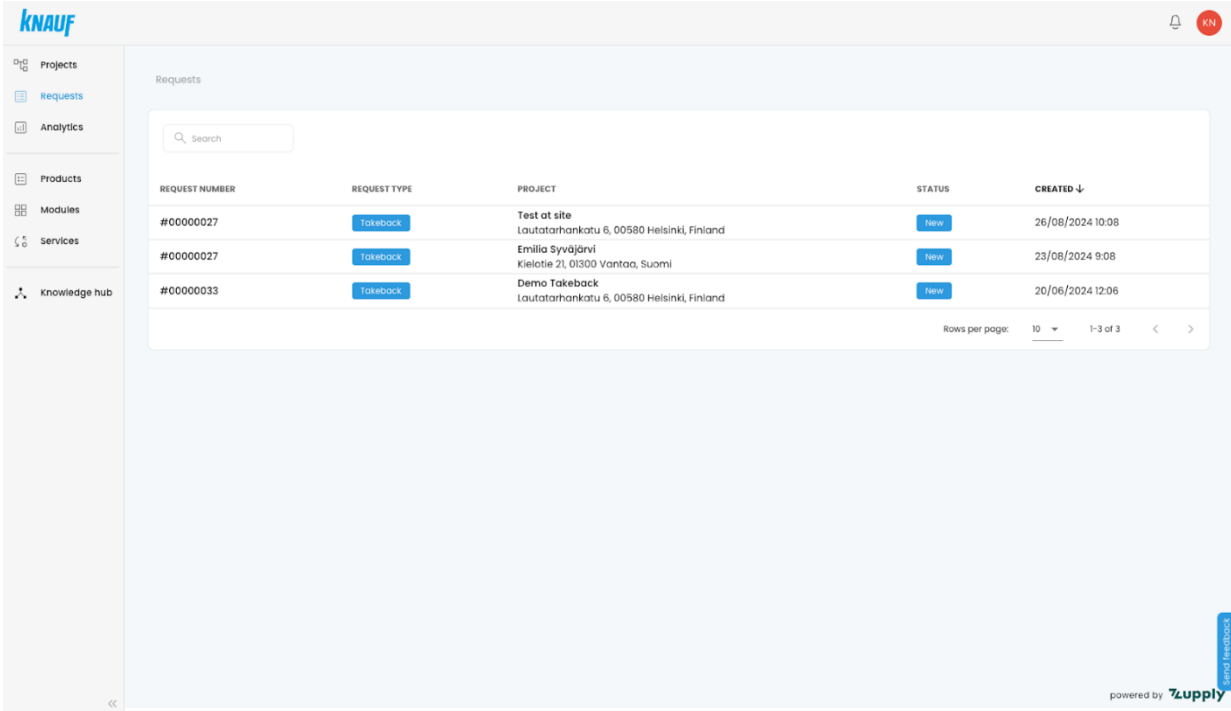 KNAUF
KN
Projects
Requests
Analytics
Products
Modules
Services
Knowledge hub
Requests
Search
REQUEST NUMBER REQUEST TYPE PROJECT STATUS CREATED ↓
#00000027 Takeback Test at site New 26/08/2024 10:08
Lautatarhankatu 6, 00580 Helsinki, Finland
#00000027 Takeback Emilia Syväjärvi New 23/08/2024 9:08
Kielotie 21, 01300 Vantaa, Suomi
#00000033 Takeback Demo Takeback New 20/06/2024 12:06
Lautatarhankatu 6, 00580 Helsinki, Finland
Rows per page: 10 1-3 of 3
Send feedback
powered by Zupply